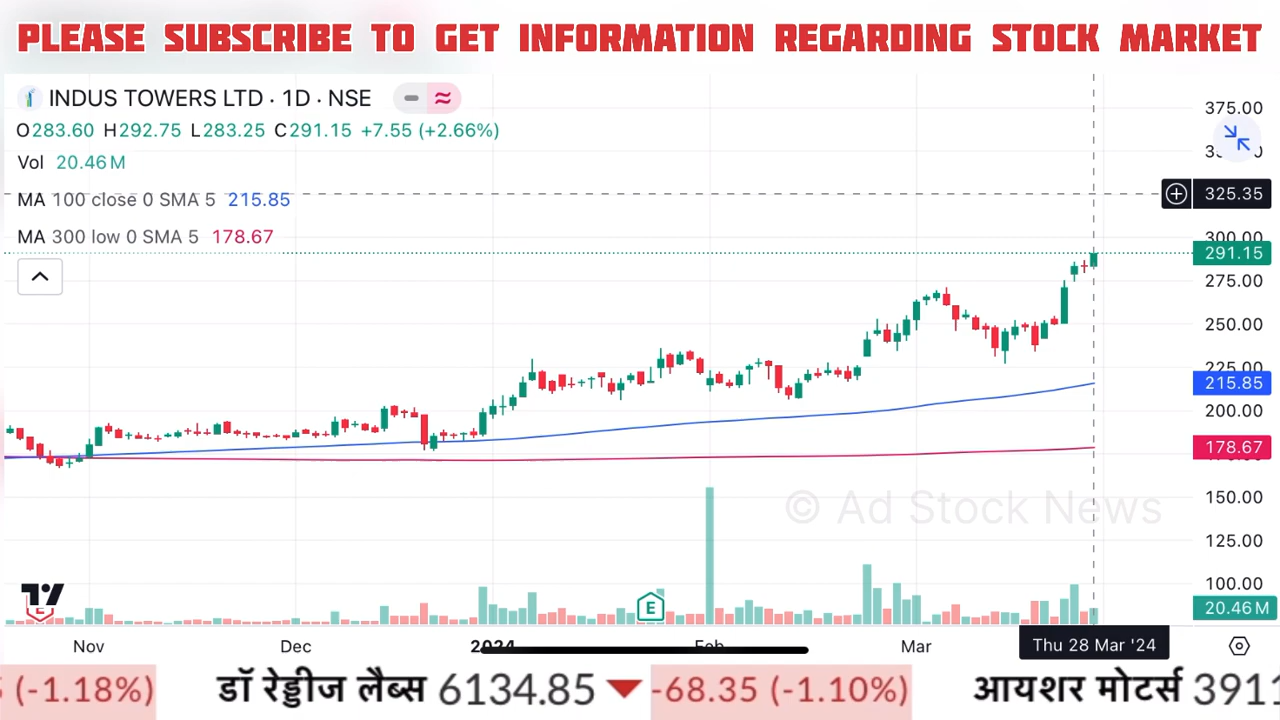 PLEASE SUBSCRIBE TO GET INFORMATION REGARDING STOCK MARKET
INDUS TOWERS LTD · 1D · NSE
O283.60 H292.75 L283.25 C291.15 +7.55 (+2.66%)
Vol 20.46 M
MA 100 close 0 SMA 5 215.85
MA 300 low 0 SMA 5 178.67
375.00
325.35
300.00
291.15
275.00
250.00
225.00
215.85
200.00
178.67
150.00
125.00
100.00
20.46 M
© Ad Stock News
E
E
Nov Dec 2024 Feb Mar Thu 28 Mar '24
(-1.18%) डॉ रेड्डीज लैब्स 6134.85 -68.35 (-1.10%) आयशर मोटर्स 3911